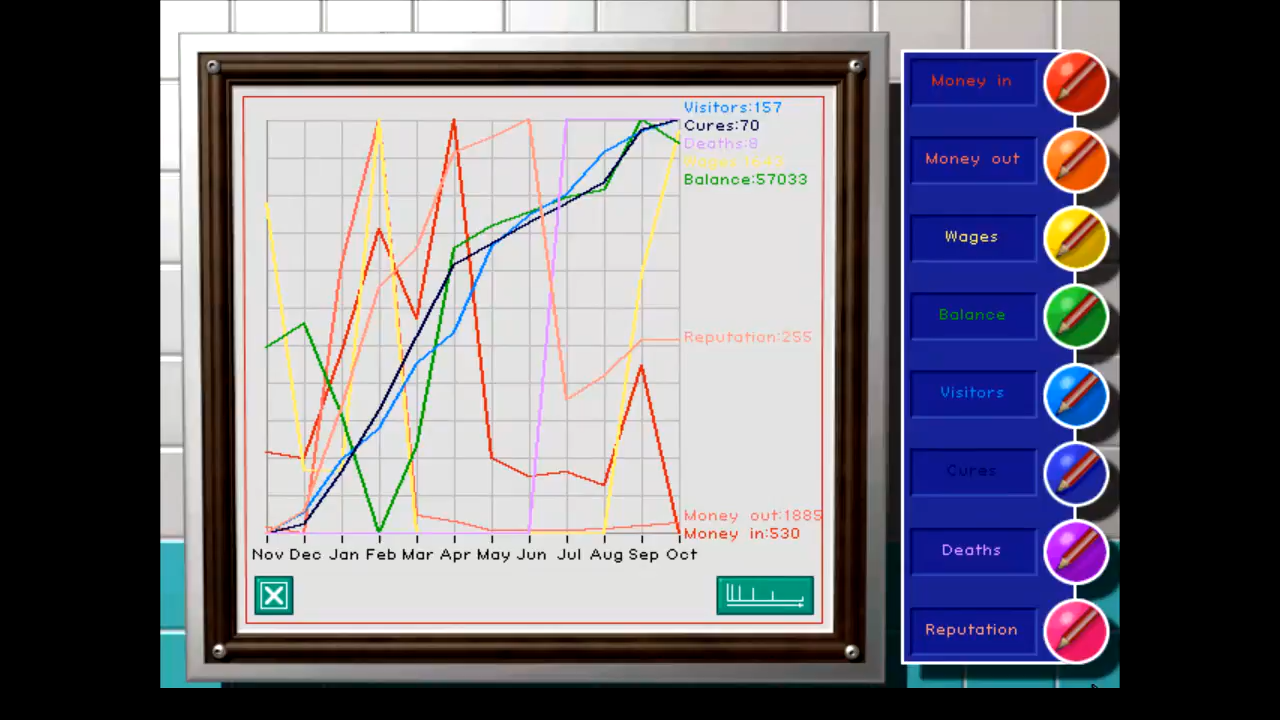 Visitors:157
Cures:70
Deaths:8
Balance:57033
Reputation:255
Money out:1885
Money in:530
Nov Dec Jan Feb Mar Apr May Jun Jul Aug Sep Oct
Money in
Money out
Wages
Balance
Visitors
Cures
Deaths
Reputation